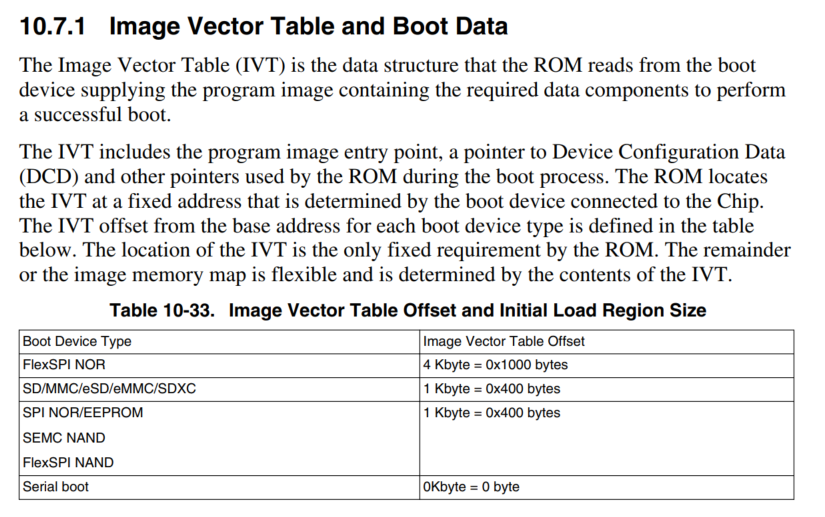 10.7.1 Image Vector Table and Boot Data
The Image Vector Table (IVT) is the data structure that the ROM reads from the boot
device supplying the program image containing the required data components to perform
a successful boot.
The IVT includes the program image entry point, a pointer to Device Configuration Data
(DCD) and other pointers used by the ROM during the boot process. The ROM locates
the IVT at a fixed address that is determined by the boot device connected to the Chip.
The IVT offset from the base address for each boot device type is defined in the table
below. The location of the IVT is the only fixed requirement by the ROM. The remainder
or the image memory map is flexible and is determined by the contents of the IVT.
Table 10-33. Image Vector Table Offset and Initial Load Region Size
Boot Device Type Image Vector Table Offset
FlexSPI NOR 4 Kbyte = 0x1000 bytes
SD/MMC/eSD/eMMC/SDXC 1 Kbyte = 0x400 bytes
SPI NOR/EEPROM 1 Kbyte = 0x400 bytes
SEMC NAND
FlexSPI NAND
Serial boot 0Kbyte = 0 byte